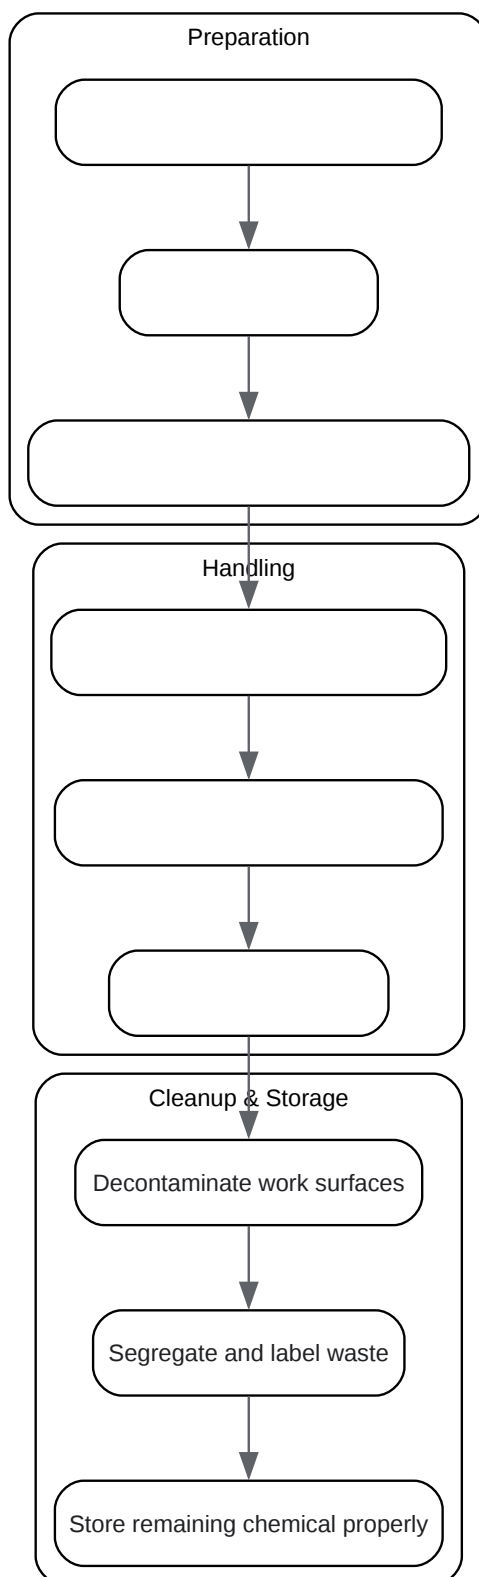 Preparation
Handling
Cleanup & Storage
Decontaminate work surfaces
Segregate and label waste
Store remaining chemical properly